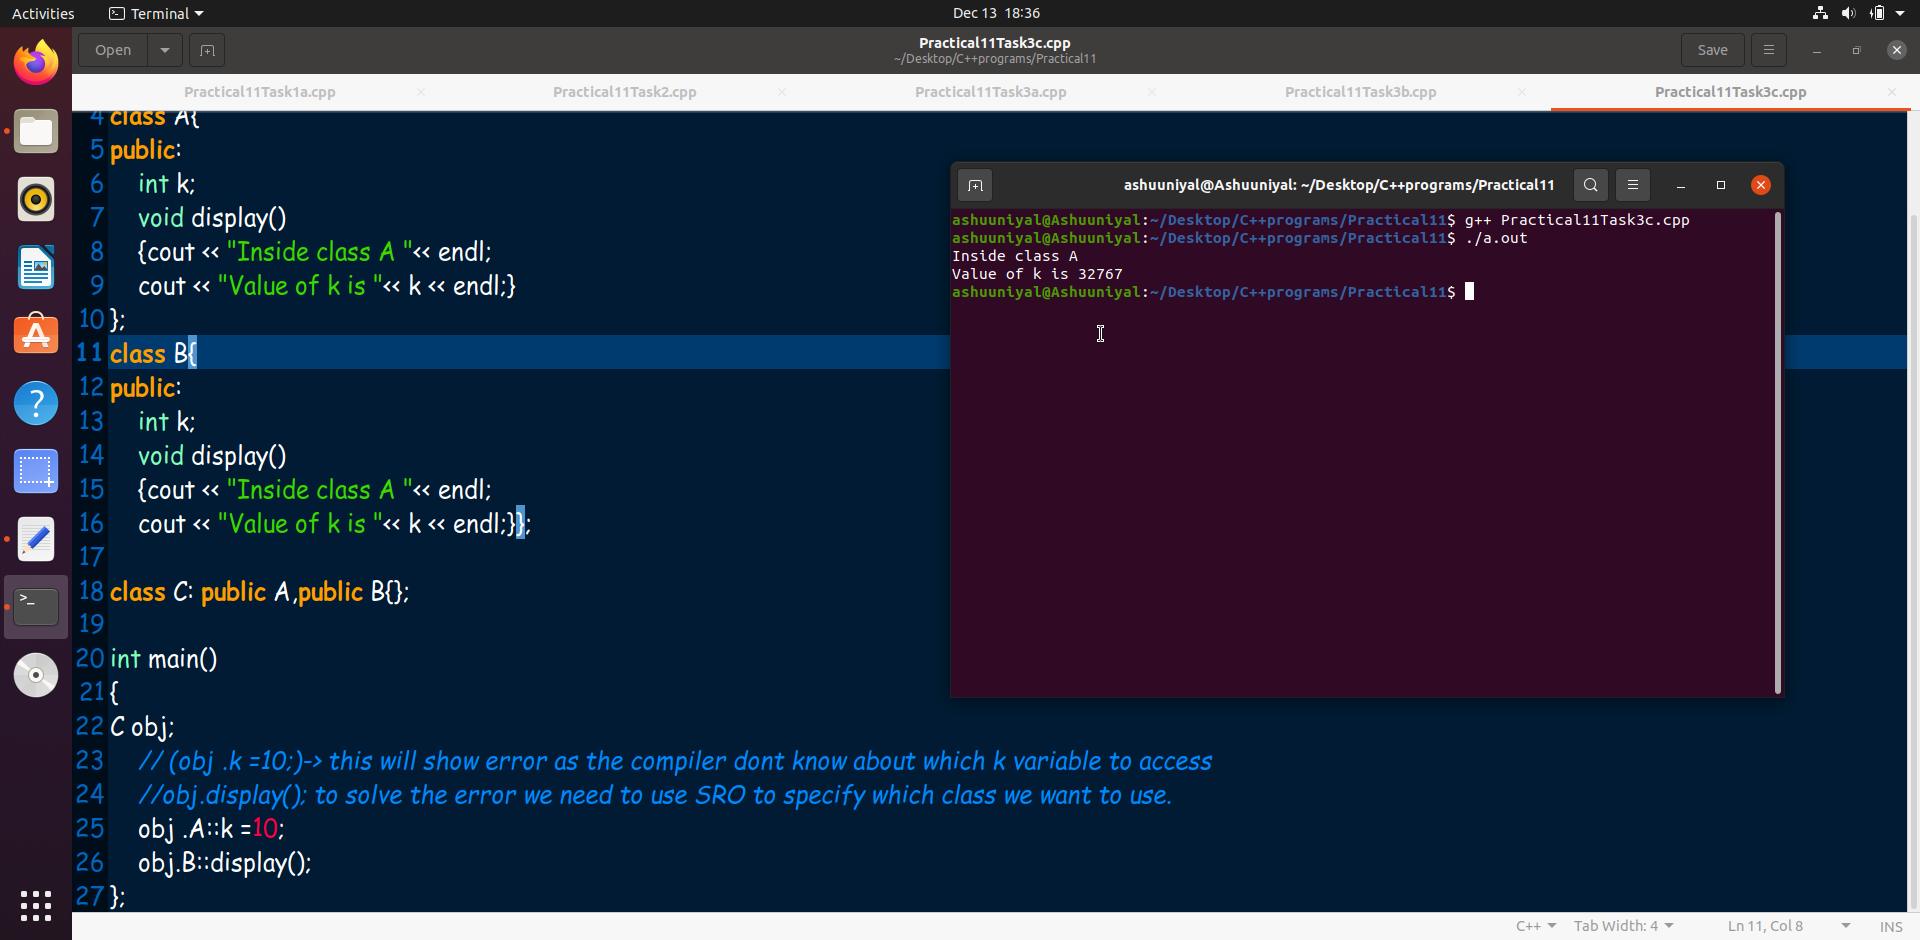 Activities
Terminal
Dec 13 18:36
Open
Practical11Task3c.cpp
~/Desktop/C++programs/Practical11
Save
Practical11Task1a.cpp
Practical11Task2.cpp
Practical11Task3a.cpp
Practical11Task3b.cpp
Practical11Task3c.cpp
4 class A{
5 public:
6 int k;
7 void display()
8 {cout << "Inside class A "<< endl;
9 cout << "Value of k is "<< k << endl;}
10 };
11 class B{
12 public:
13 int k;
14 void display()
15 {cout << "Inside class A "<< endl;
16 cout << "Value of k is "<< k << endl;}};
17
18 class C: public A,public B{};
19
20 int main()
21 {
22 C obj;
23 // (obj .k =10;)-> this will show error as the compiler dont know about which k variable to access
24 //obj.display(); to solve the error we need to use SRO to specify which class we want to use.
25 obj .A::k =10;
26 obj.B::display();
27 };
ashuuniyal@Ashuuniyal: ~/Desktop/C++programs/Practical11
ashuuniyal@Ashuuniyal:~/Desktop/C++programs/Practical11$ g++ Practical11Task3c.cpp
ashuuniyal@Ashuuniyal:~/Desktop/C++programs/Practical11$ ./a.out
Inside class A
Value of k is 32767
ashuuniyal@Ashuuniyal:~/Desktop/C++programs/Practical11$
C++
Tab Width: 4
Ln 11, Col 8
INS